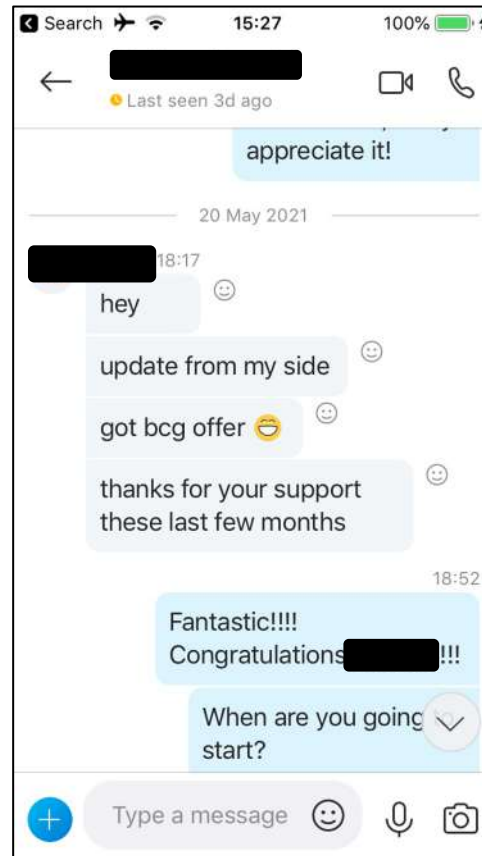 Search 15:27 100%
Last seen 3d ago
appreciate it!
20 May 2021
18:17
hey
update from my side
got bcg offer 😁
thanks for your support
these last few months
18:52
Fantastic!!!!
Congratulations !!!
When are you going
start?
Type a message